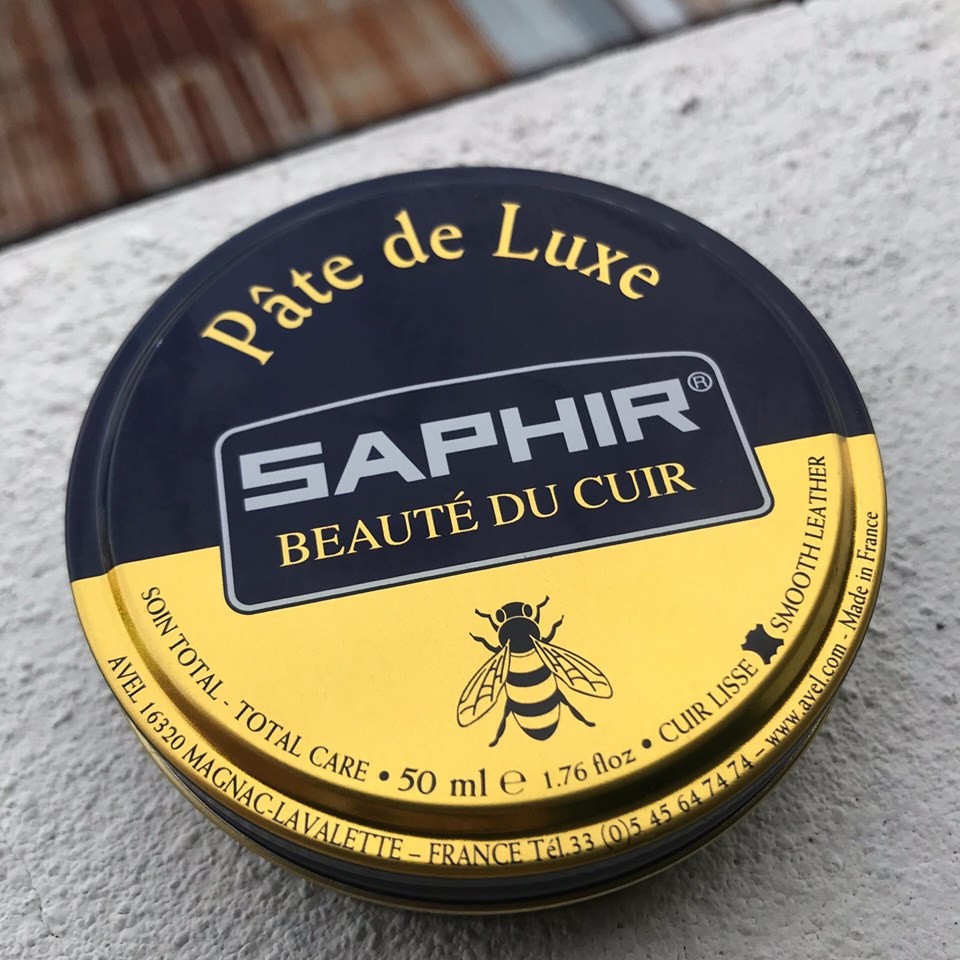 Pâte de Luxe
SAPHIR®
BEAUTÉ DU CUIR
SOIN TOTAL - TOTAL CARE • 50 ml ℮ 1.76 floz • CUIR LISSE SMOOTH LEATHER
AVEL 16320 MAGNAC-LAVALETTE – FRANCE Tél.33 (0)5 45 64 74 74 – www.avel.com - Made in France